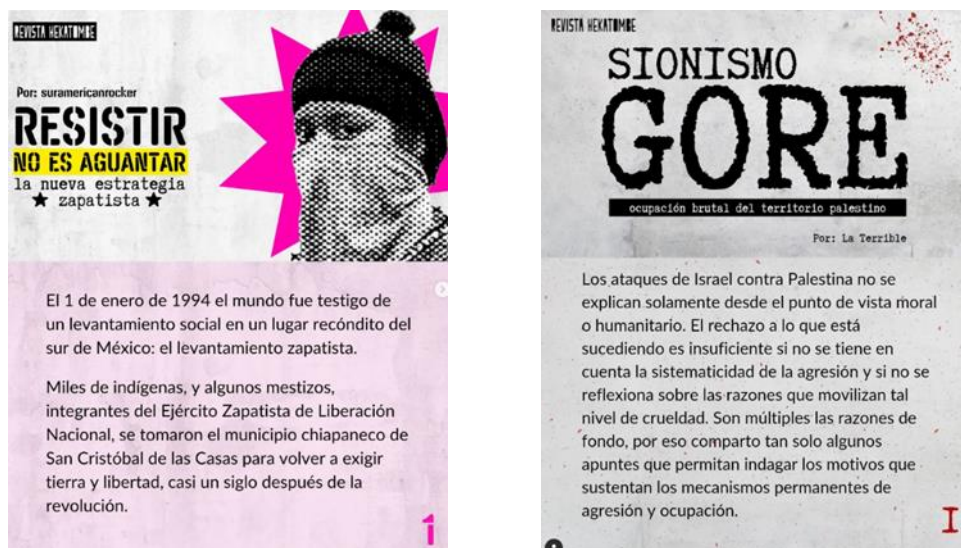 REVISTA HEKATOMBE
Por: suramericanrocker
RESISTIR
NO ES AGUANTAR
la nueva estrategia
zapatista
El 1 de enero de 1994 el mundo fue testigo de
un levantamiento social en un lugar recóndito del
sur de México: el levantamiento zapatista.
Miles de indígenas, y algunos mestizos,
integrantes del Ejército Zapatista de Liberación
Nacional, se tomaron el municipio chiapaneco de
San Cristóbal de las Casas para volver a exigir
tierra y libertad, casi un siglo después de la
revolución.
1
REVISTA HEKATOMBE
SIONISMO
GORE
ocupación brutal del territorio palestino
Por: La Terrible
Los ataques de Israel contra Palestina no se
explican solamente desde el punto de vista moral
o humanitario. El rechazo a lo que está
sucediendo es insuficiente si no se tiene en
cuenta la sistematicidad de la agresión y si no se
reflexiona sobre las razones que movilizan tal
nivel de crueldad. Son múltiples las razones de
fondo, por eso comparto tan solo algunos
apuntes que permitan indagar los motivos que
sustentan los mecanismos permanentes de
agresión y ocupación.
I